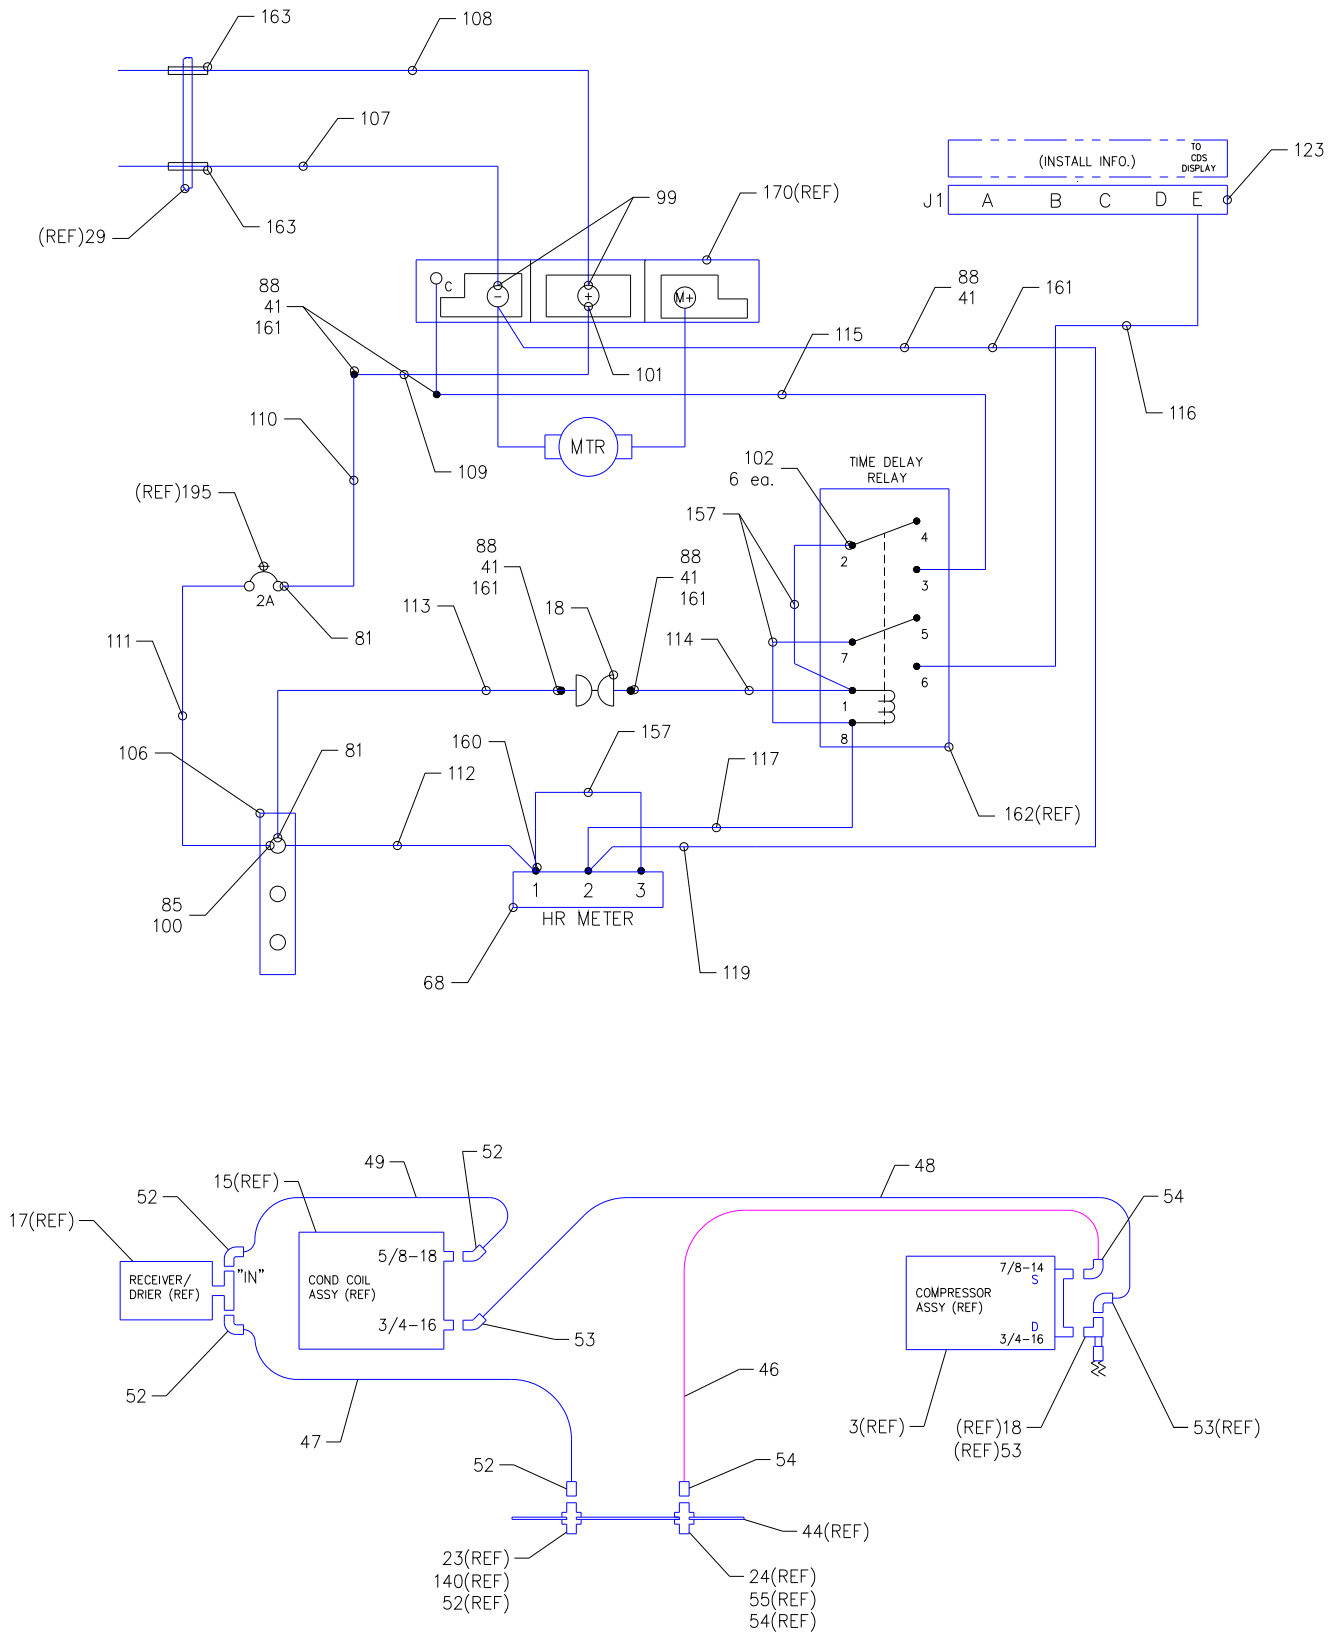 163
108
107
163
(REF)29
99
170(REF)
(INSTALL INFO.)
TO
CDS
DISPLAY
123
J1 A B C D E
88
41
161
C
-
+
M+
88
41
161
115
101
116
110
109
MTR
(REF)195
102
6 ea.
TIME DELAY
RELAY
157
4
2
3
5
7
6
1
8
88
41
161
18
88
41
161
2A
81
113
114
111
106
81
160
157
117
112
162(REF)
85
100
1 2 3
HR METER
68
119
52
49
15(REF)
52
48
54
17(REF)
"IN"
RECEIVER/
DRIER (REF)
COND COIL
ASSY (REF)
5/8-18
3/4-16
53
7/8-14
S
COMPRESSOR
ASSY (REF)
D
3/4-16
52
46
47
3(REF)
(REF)18
(REF)53
53(REF)
52
54
44(REF)
23(REF)
140(REF)
52(REF)
24(REF)
55(REF)
54(REF)